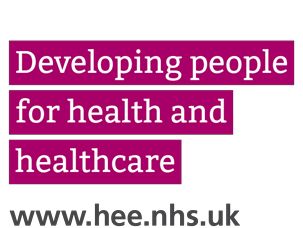 Developing people
for health and
healthcare
www.hee.nhs.uk